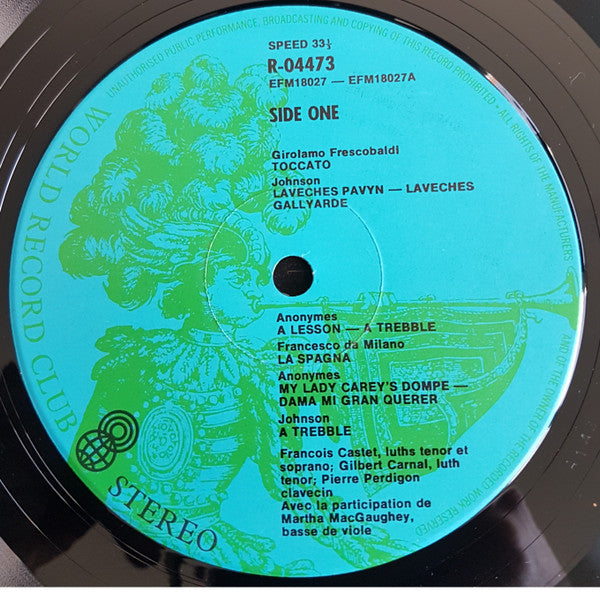 UNAUTHORISED PUBLIC PERFORMANCE, BROADCASTING AND COPYING OF THIS RECORD PROHIBITED • ALL RIGHTS OF THE MANUFACTURERS
AND OF THE OWNER OF THE RECORDED WORK RESERVED
WORLD RECORD CLUB
SPEED 33⅓
R-04473
EFM18027 — EFM18027A
SIDE ONE
Girolamo Frescobaldi
TOCCATO
Johnson
LAVECHES PAVYN — LAVECHES
GALLYARDE
Anonymes
A LESSON — A TREBBLE
Francesco da Milano
LA SPAGNA
Anonymes
MY LADY CAREY'S DOMPE —
DAMA MI GRAN QUERER
Johnson
A TREBBLE
Francois Castet, luths tenor et
soprano; Gilbert Carnal, luth
tenor; Pierre Perdigon
clavecin
Avec la participation de
Martha MacGaughey,
basse de viole
STEREO